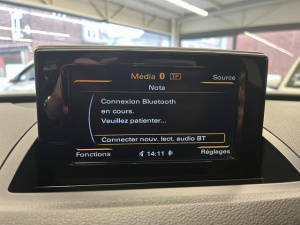 Média TP Source
Nota
Connexion Bluetooth
en cours.
Veuillez patienter...
Connecter nouv. lect. audio BT
Fonctions 14:11 Réglages